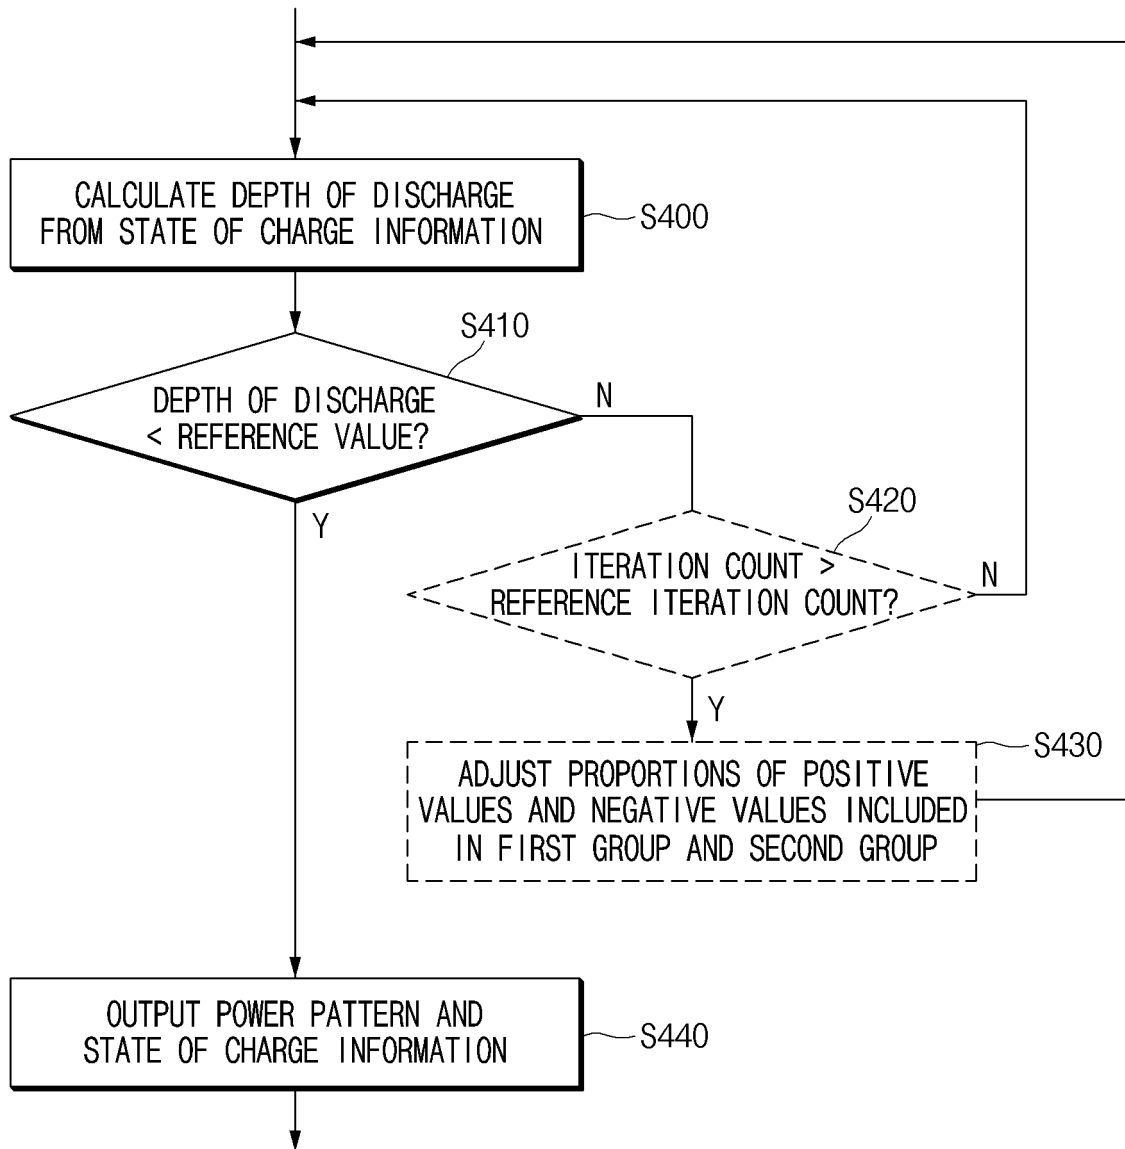 CALCULATE DEPTH OF DISCHARGE
FROM STATE OF CHARGE INFORMATION
S400
S410
DEPTH OF DISCHARGE
< REFERENCE VALUE?
N
Y
S420
ITERATION COUNT >
REFERENCE ITERATION COUNT?
N
Y
S430
ADJUST PROPORTIONS OF POSITIVE
VALUES AND NEGATIVE VALUES INCLUDED
IN FIRST GROUP AND SECOND GROUP
OUTPUT POWER PATTERN AND
STATE OF CHARGE INFORMATION
S440